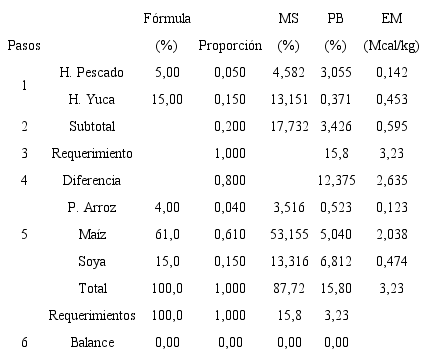 Fórmula MS PB EM
Pasos (%) Proporción (%) (%) (Mcal/kg)
1 H. Pescado 5,00 0,050 4,582 3,055 0,142
H. Yuca 15,00 0,150 13,151 0,371 0,453
2 Subtotal 0,200 17,732 3,426 0,595
3 Requerimiento 1,000 15,8 3,23
4 Diferencia 0,800 12,375 2,635
P. Arroz 4,00 0,040 3,516 0,523 0,123
5 Maíz 61,0 0,610 53,155 5,040 2,038
Soya 15,0 0,150 13,316 6,812 0,474
Total 100,0 1,000 87,72 15,80 3,23
Requerimientos 100,0 1,000 15,8 3,23
6 Balance 0,00 0,00 0,00 0,00